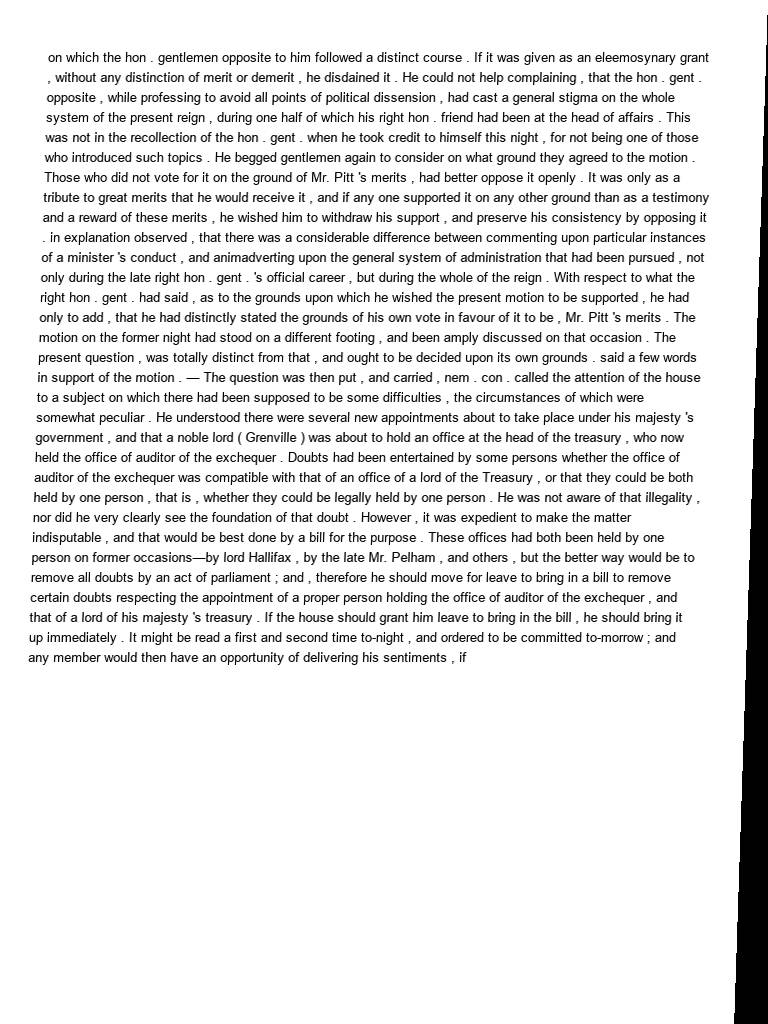 on which the hon . gentlemen opposite to him followed a distinct course . If it was given as an eleemosynary grant
, without any distinction of merit or demerit , he disdained it . He could not help complaining , that the hon . gent .
opposite , while professing to avoid all points of political dissension , had cast a general stigma on the whole
system of the present reign , during one half of which his right hon . friend had been at the head of affairs . This
was not in the recollection of the hon . gent . when he took credit to himself this night , for not being one of those
who introduced such topics . He begged gentlemen again to consider on what ground they agreed to the motion .
Those who did not vote for it on the ground of Mr. Pitt 's merits , had better oppose it openly . It was only as a
tribute to great merits that he would receive it , and if any one supported it on any other ground than as a testimony
and a reward of these merits , he wished him to withdraw his support , and preserve his consistency by opposing it
. in explanation observed , that there was a considerable difference between commenting upon particular instances
of a minister 's conduct , and animadverting upon the general system of administration that had been pursued , not
only during the late right hon . gent . 's official career , but during the whole of the reign . With respect to what the
right hon . gent . had said , as to the grounds upon which he wished the present motion to be supported , he had
only to add , that he had distinctly stated the grounds of his own vote in favour of it to be , Mr. Pitt 's merits . The
motion on the former night had stood on a different footing , and been amply discussed on that occasion . The
present question , was totally distinct from that , and ought to be decided upon its own grounds . said a few words
in support of the motion . — The question was then put , and carried , nem . con . called the attention of the house
to a subject on which there had been supposed to be some difficulties , the circumstances of which were
somewhat peculiar . He understood there were several new appointments about to take place under his majesty 's
government , and that a noble lord ( Grenville ) was about to hold an office at the head of the treasury , who now
held the office of auditor of the exchequer . Doubts had been entertained by some persons whether the office of
auditor of the exchequer was compatible with that of an office of a lord of the Treasury , or that they could be both
held by one person , that is , whether they could be legally held by one person . He was not aware of that illegality ,
nor did he very clearly see the foundation of that doubt . However , it was expedient to make the matter
indisputable , and that would be best done by a bill for the purpose . These offices had both been held by one
person on former occasions—by lord Hallifax , by the late Mr. Pelham , and others , but the better way would be to
remove all doubts by an act of parliament ; and , therefore he should move for leave to bring in a bill to remove
certain doubts respecting the appointment of a proper person holding the office of auditor of the exchequer , and
that of a lord of his majesty 's treasury . If the house should grant him leave to bring in the bill , he should bring it
up immediately . It might be read a first and second time to-night , and ordered to be committed to-morrow ; and
any member would then have an opportunity of delivering his sentiments , if